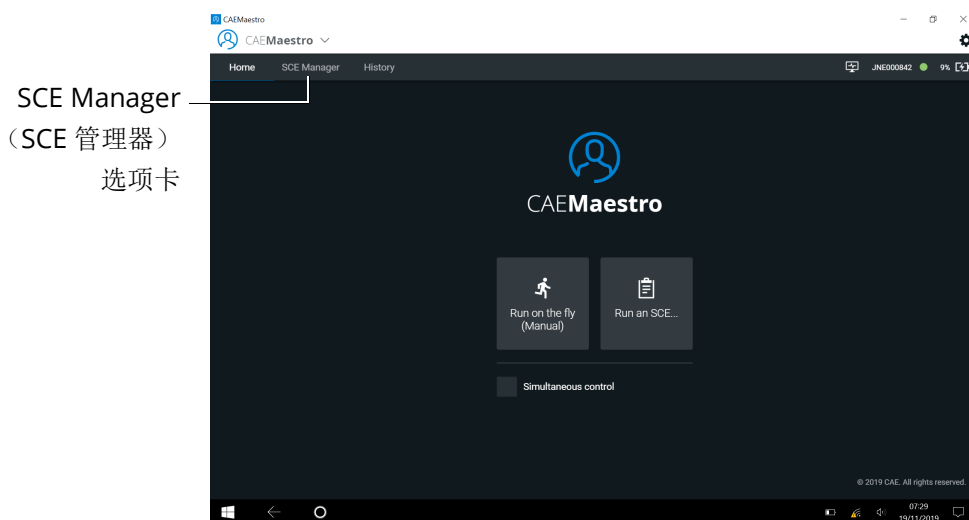 CAEMaestro
CAEMaestro
Home SCE Manager History JNE000842 9%
SCE Manager
（SCE 管理器）
选项卡
CAEMaestro
Run on the fly
(Manual)
Run an SCE...
Simultaneous control
© 2019 CAE. All rights reserved.
07:29
19/11/2019